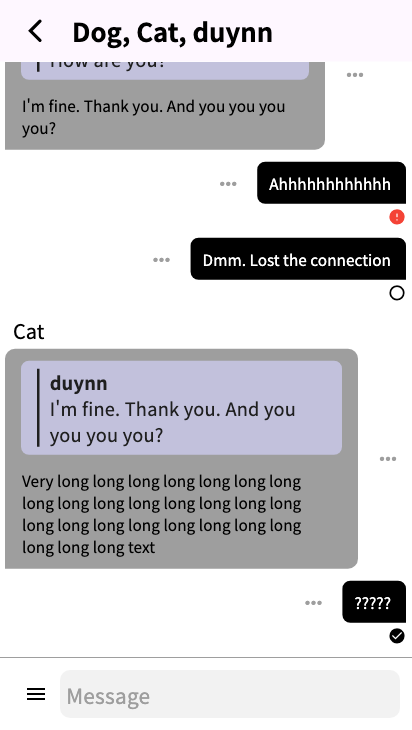 Dog, Cat, duynn
How are you?
I'm fine. Thank you. And you you you
you?
Ahhhhhhhhhhhh
Dmm. Lost the connection
Cat
duynn
I'm fine. Thank you. And you
you you you?
Very long long long long long long long
long long long long long long long long
long long long long long long long long
long long long text
?????
Message